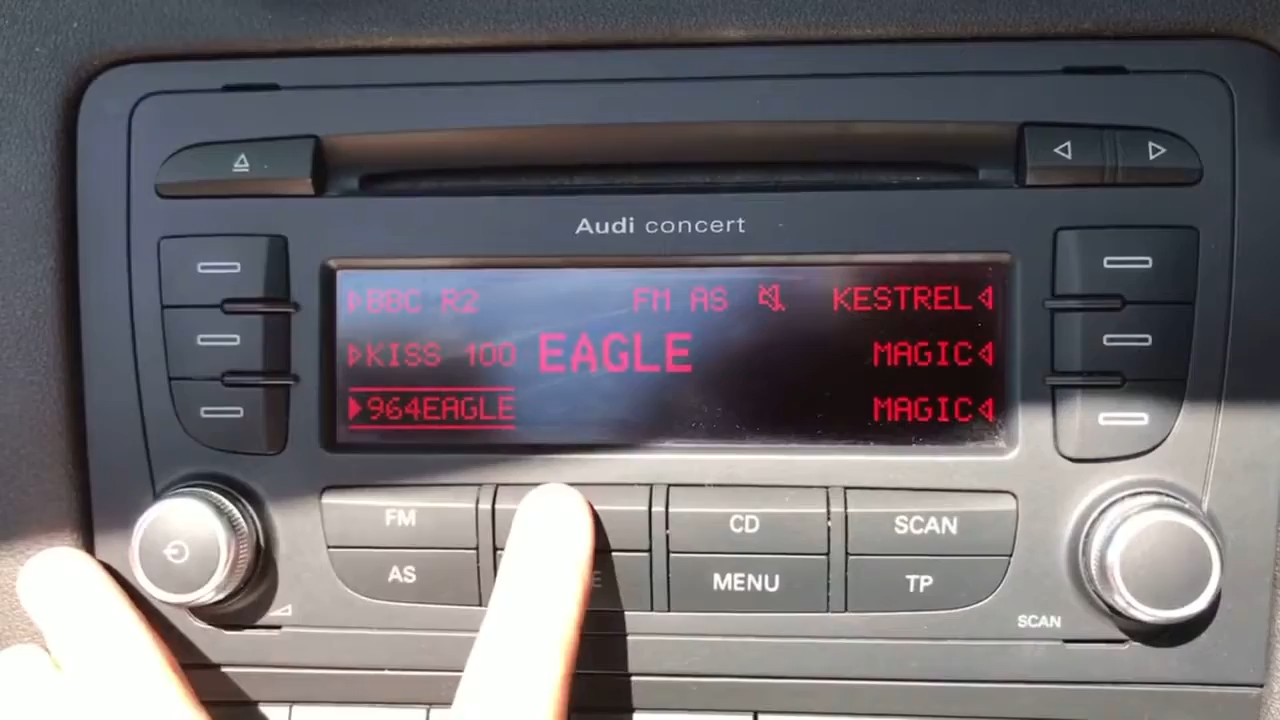 Audi concert
BBC R2 FM AS KESTREL
KISS 100 EAGLE MAGIC
964EAGLE MAGIC
FM CD SCAN
AS MENU TP
SCAN